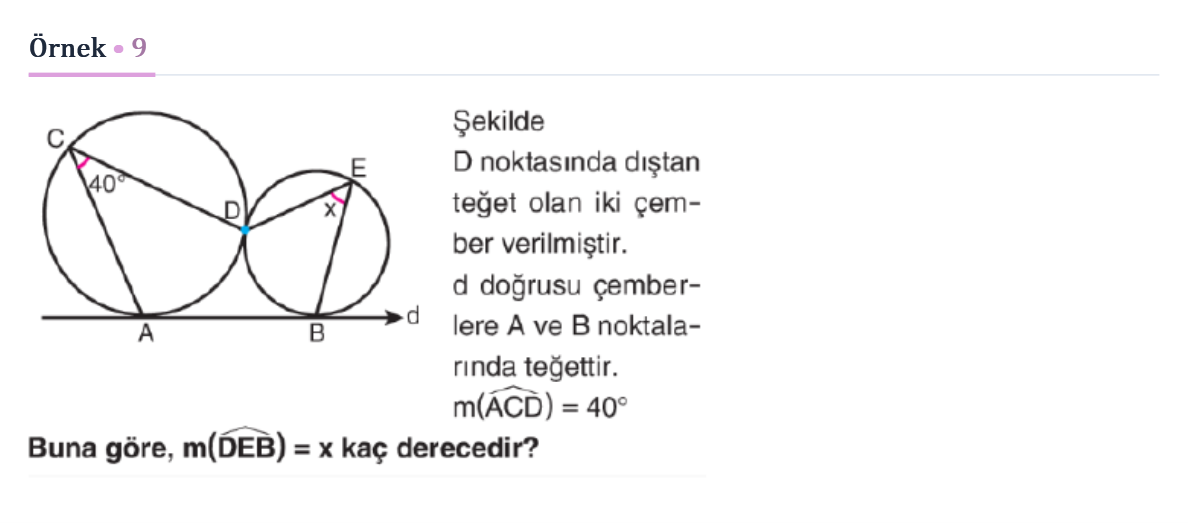 Örnek • 9
C
40°
D
E
x
A
B
d
Şekilde
D noktasında dıştan
teğet olan iki çem-
ber verilmiştir.
d doğrusu çember-
lere A ve B noktala-
rında teğettir.
m(ACD) = 40°
Buna göre, m(DEB) = x kaç derecedir?